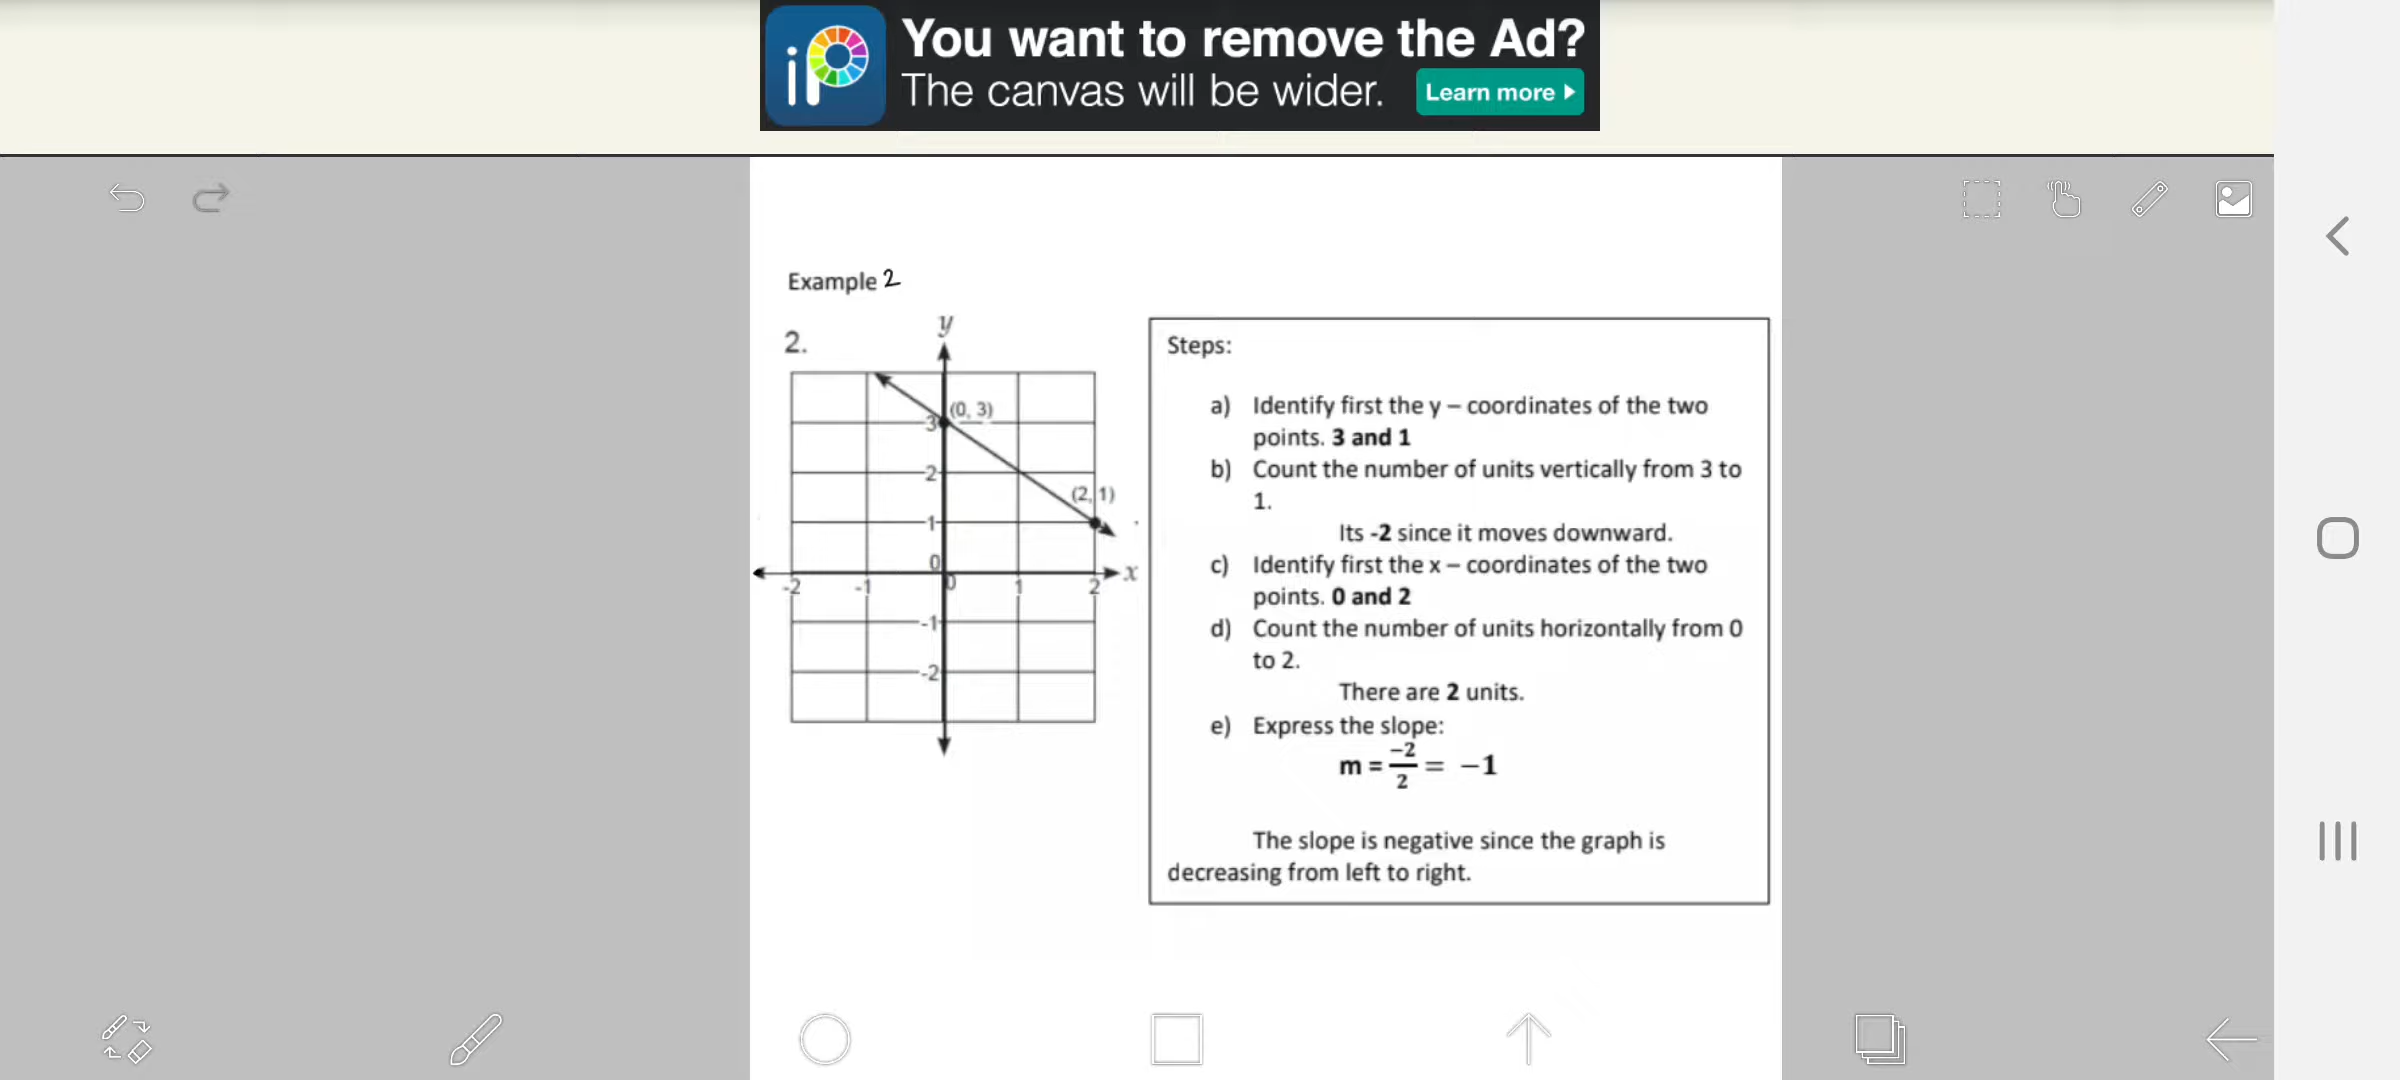 You want to remove the Ad?
The canvas will be wider.
Learn more
iP
Example 2
2.
y
(0, 3)
3
2
(2, 1)
1
0
x
-2
-1
0
1
2
-1
-2
Steps:
a) Identify first the y – coordinates of the two
points. 3 and 1
b) Count the number of units vertically from 3 to
1.
Its -2 since it moves downward.
c) Identify first the x – coordinates of the two
points. 0 and 2
d) Count the number of units horizontally from 0
to 2.
There are 2 units.
e) Express the slope:
m = -2/2 = −1
The slope is negative since the graph is
decreasing from left to right.